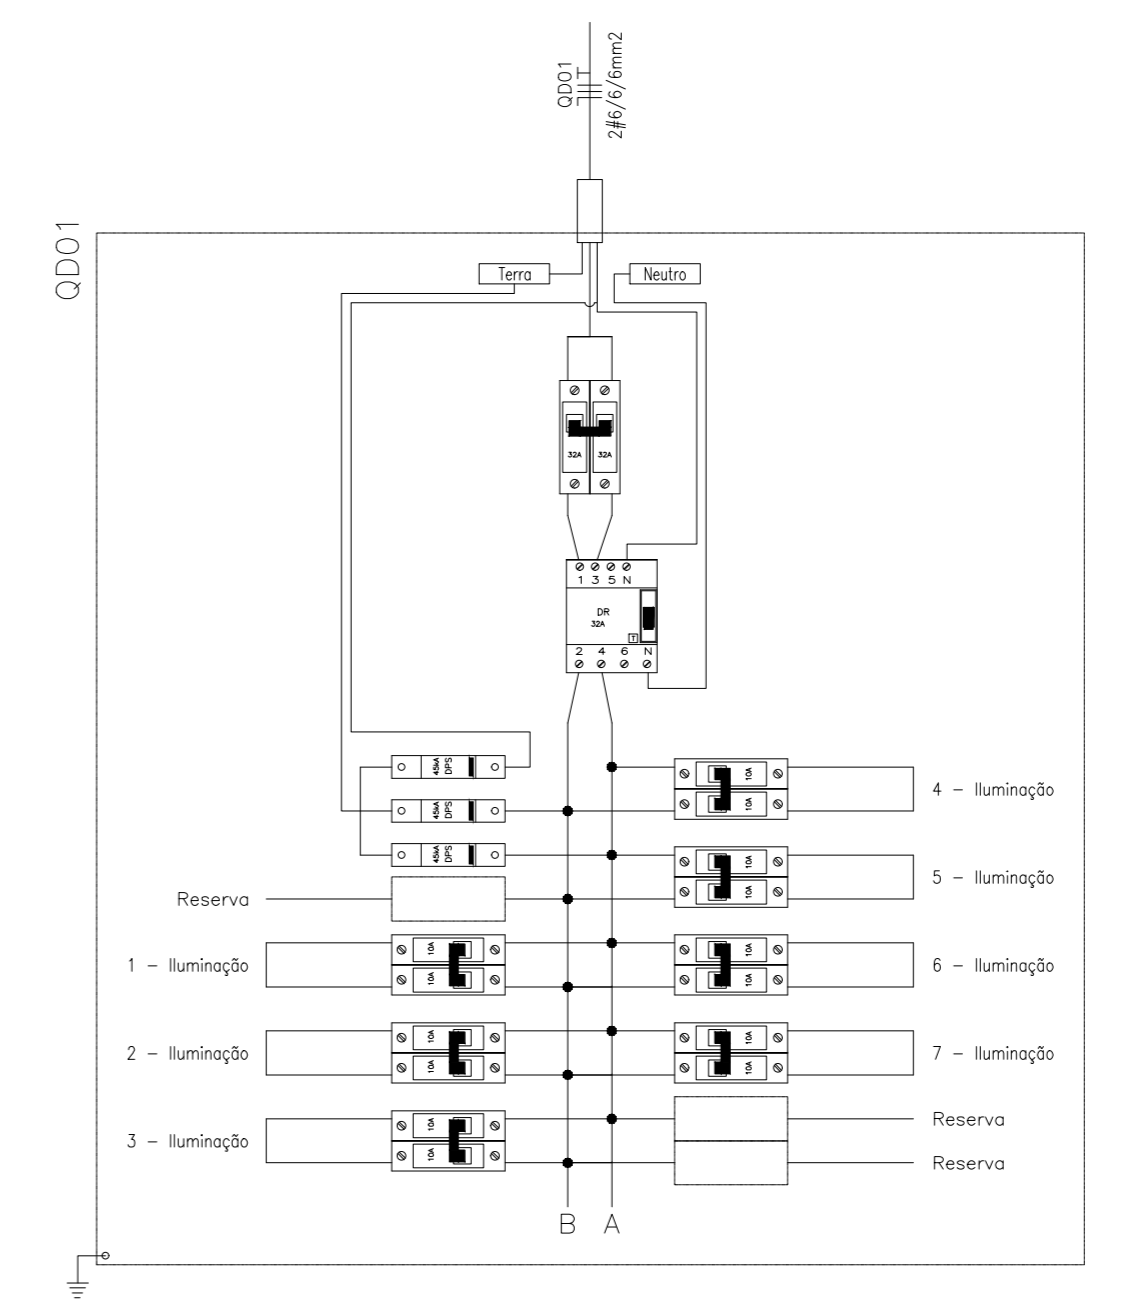 QD01
2#6/6/6mm2
QD01
Terra
Neutro
32A 32A
1 3 5 N
DR
32A
T
2 4 6 N
45kA DPS
45kA DPS
45kA DPS
Reserva
10A
10A
1 - Iluminação
10A
10A
2 - Iluminação
10A
10A
3 - Iluminação
10A
10A
4 - Iluminação
10A
10A
5 - Iluminação
10A
10A
6 - Iluminação
10A
10A
7 - Iluminação
Reserva
Reserva
B A